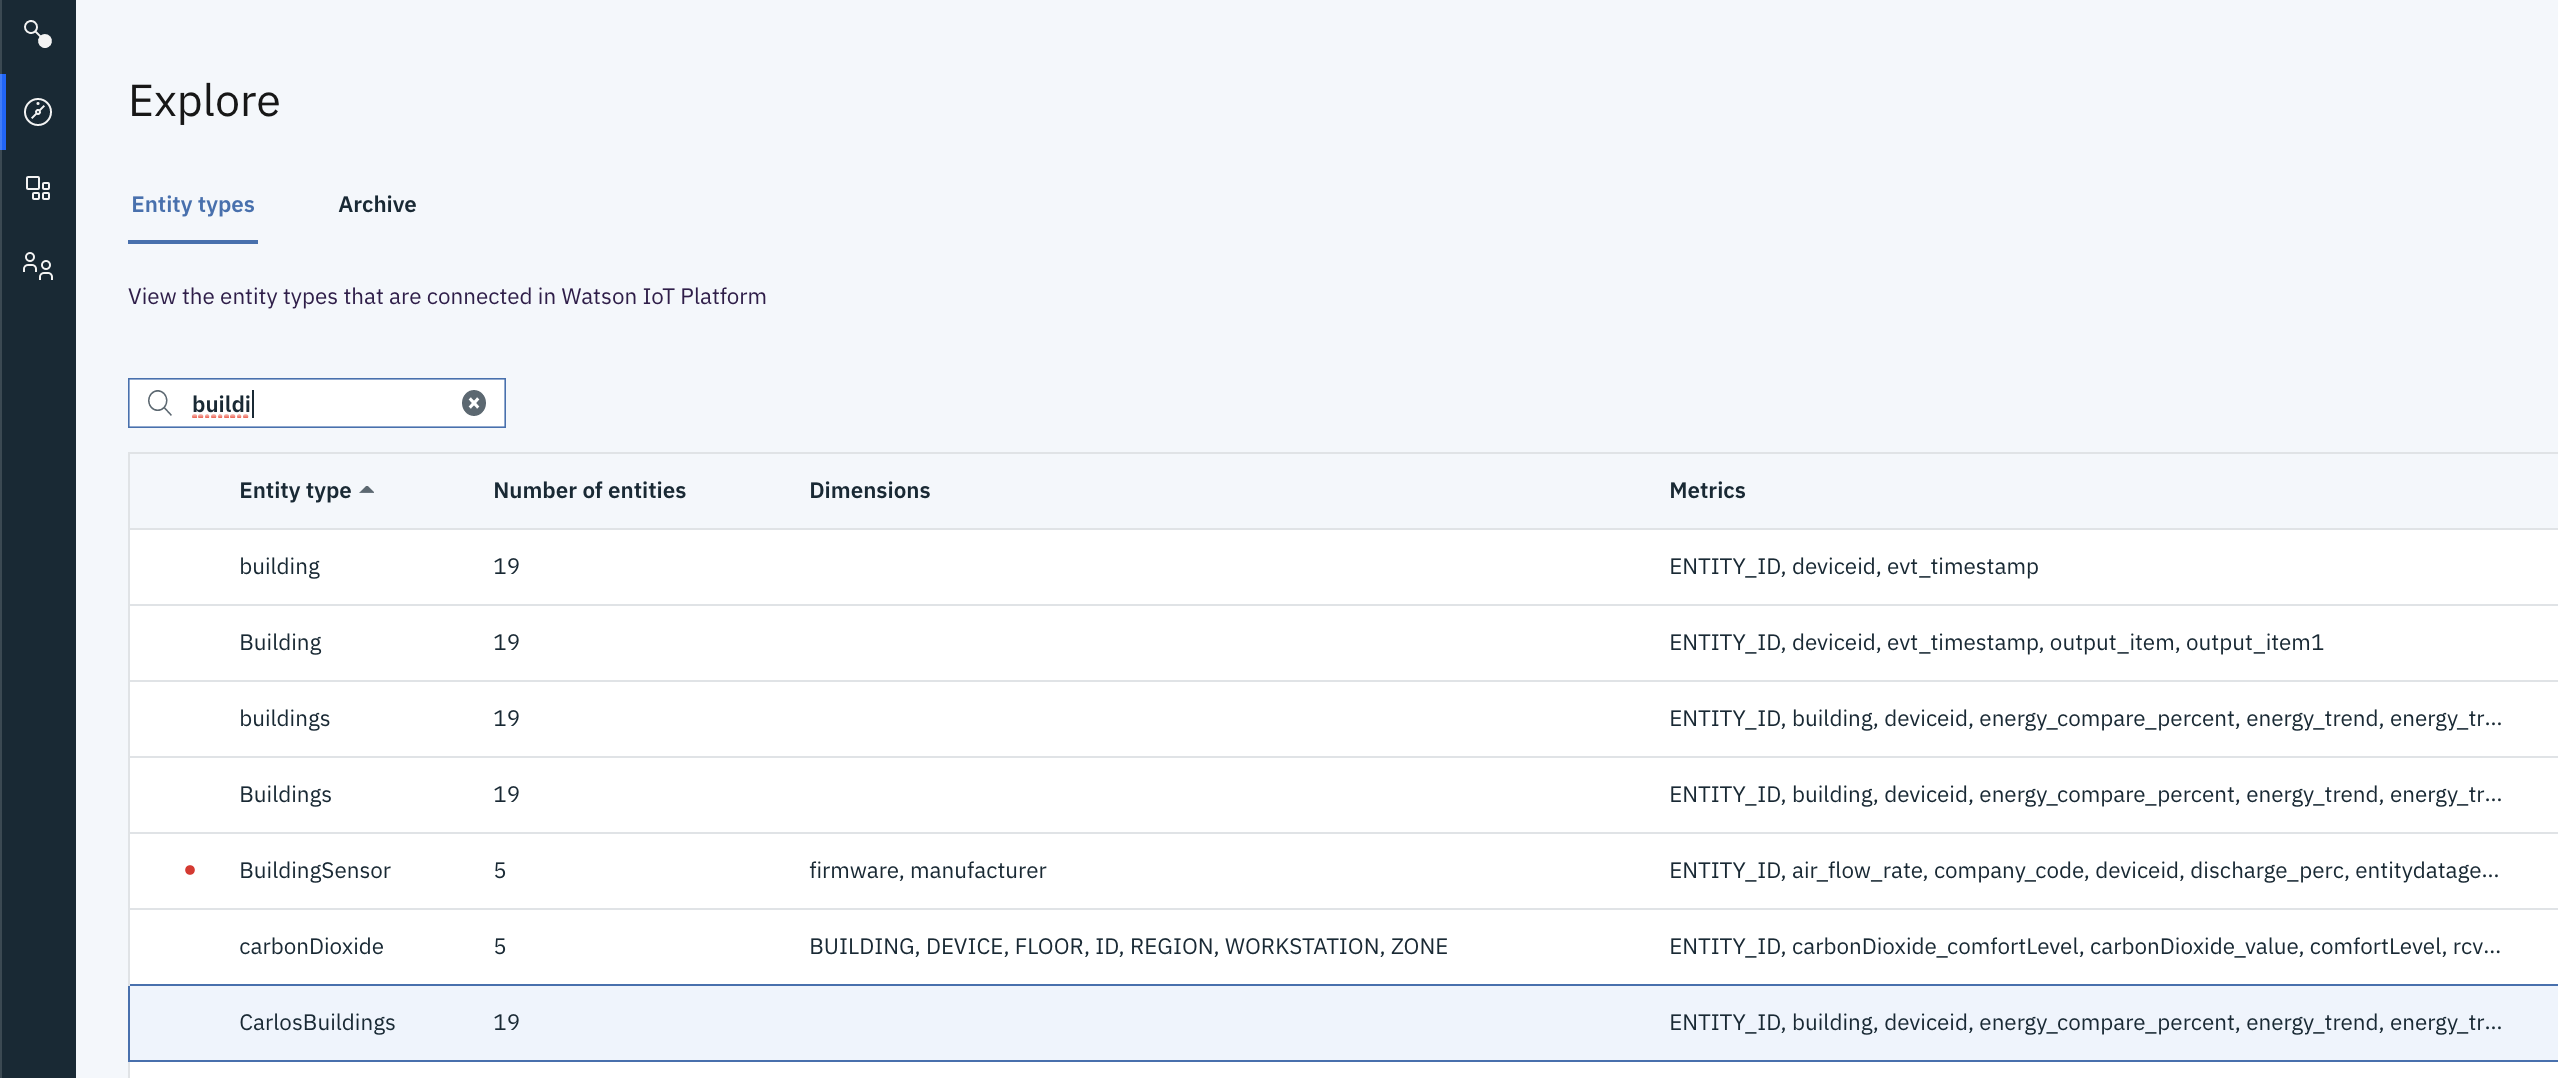 Explore
Entity types Archive
View the entity types that are connected in Watson IoT Platform
buildi
Entity type Number of entities Dimensions Metrics
building 19 ENTITY_ID, deviceid, evt_timestamp
Building 19 ENTITY_ID, deviceid, evt_timestamp, output_item, output_item1
buildings 19 ENTITY_ID, building, deviceid, energy_compare_percent, energy_trend, energy_tr...
Buildings 19 ENTITY_ID, building, deviceid, energy_compare_percent, energy_trend, energy_tr...
BuildingSensor 5 firmware, manufacturer ENTITY_ID, air_flow_rate, company_code, deviceid, discharge_perc, entitydatage...
carbonDioxide 5 BUILDING, DEVICE, FLOOR, ID, REGION, WORKSTATION, ZONE ENTITY_ID, carbonDioxide_comfortLevel, carbonDioxide_value, comfortLevel, rcv...
CarlosBuildings 19 ENTITY_ID, building, deviceid, energy_compare_percent, energy_trend, energy_tr...